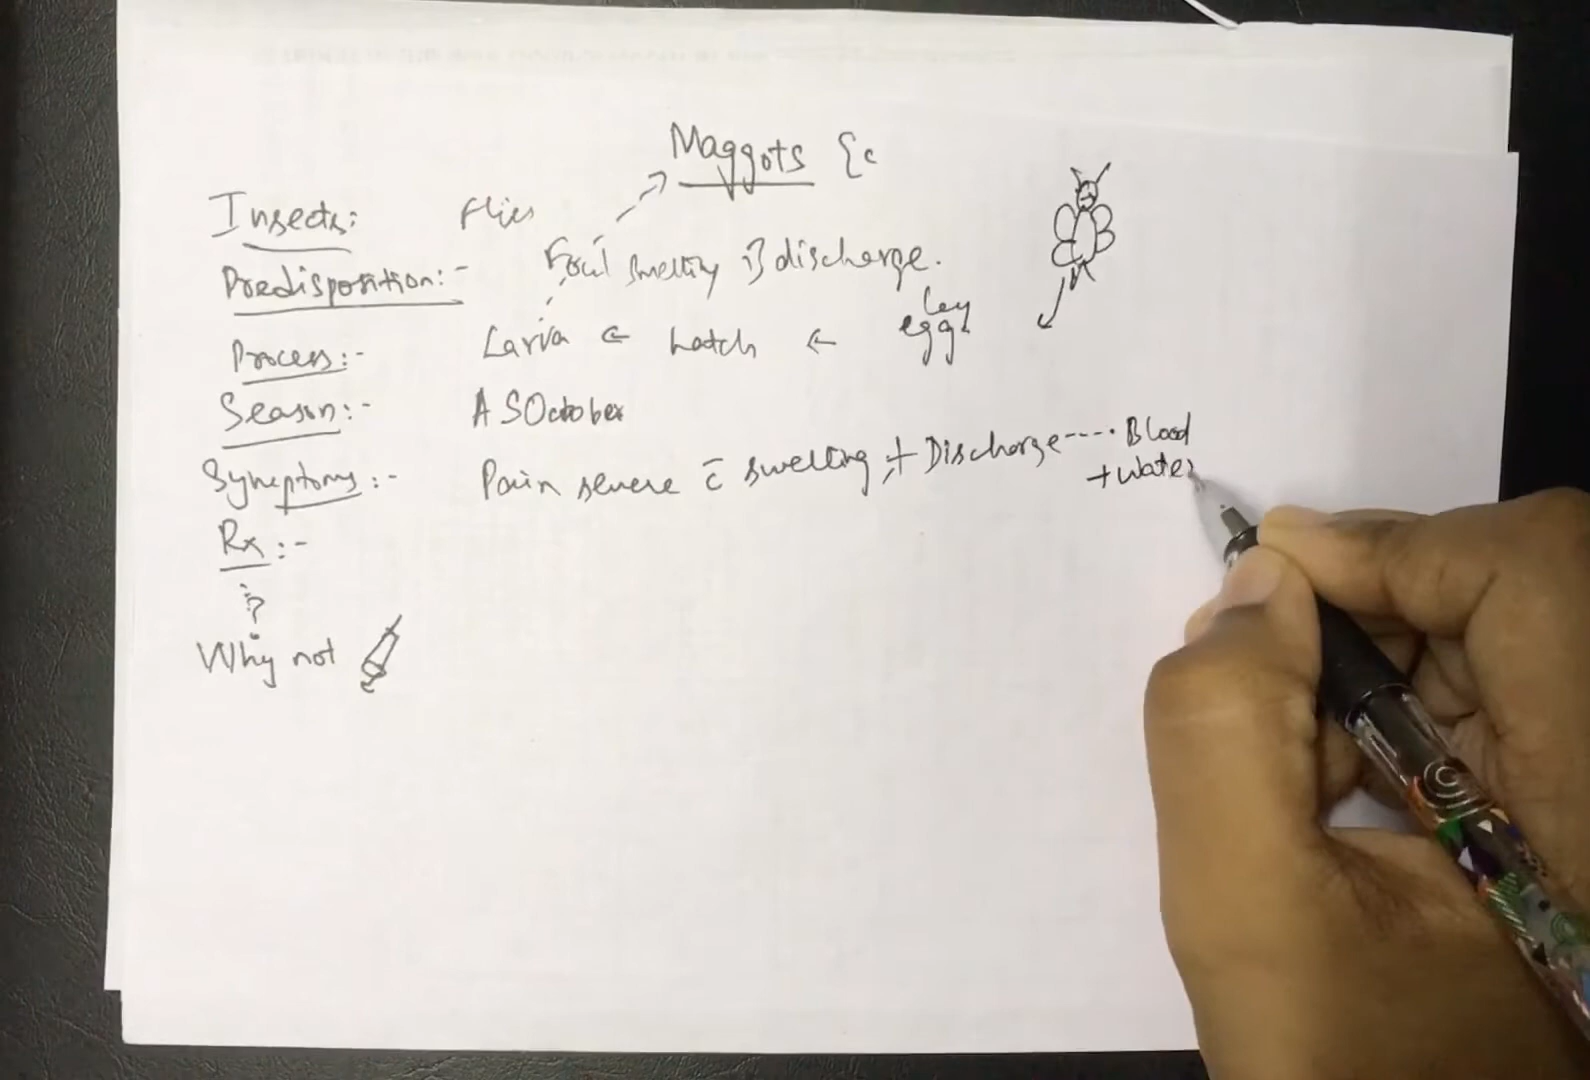 Maggots {c
Insects: Flies
Predisposition:- Foul smelling discharge.
Process:- Larva ← hatch ← egg
lay
Season:- A SOctober
Symptoms:- Pain severe c̄ swelling, + Discharge----. Blood
+ Water
Rx:-
?
Why not